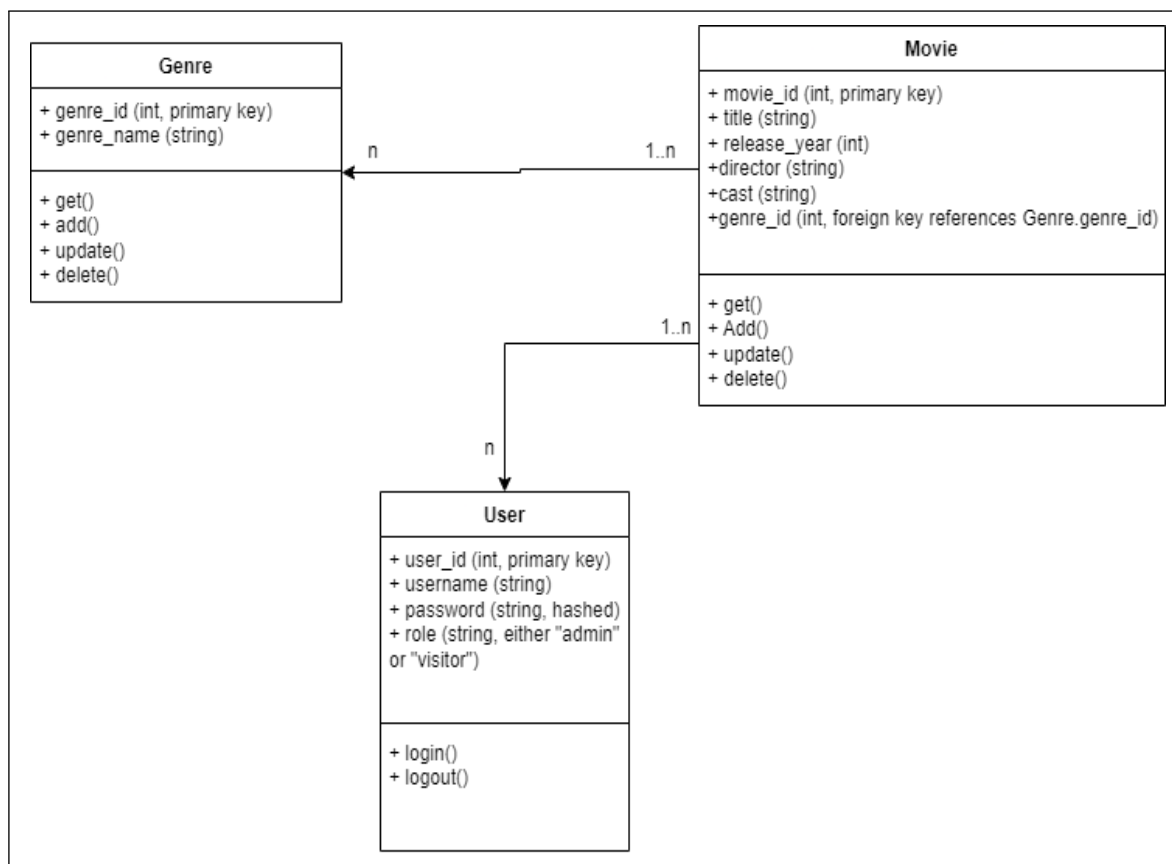 Genre
+ genre_id (int, primary key)
+ genre_name (string)
+ get()
+ add()
+ update()
+ delete()
n
1..n
Movie
+ movie_id (int, primary key)
+ title (string)
+ release_year (int)
+director (string)
+cast (string)
+genre_id (int, foreign key references Genre.genre_id)
+ get()
+ Add()
+ update()
+ delete()
1..n
n
User
+ user_id (int, primary key)
+ username (string)
+ password (string, hashed)
+ role (string, either "admin"
or "visitor")
+ login()
+ logout()